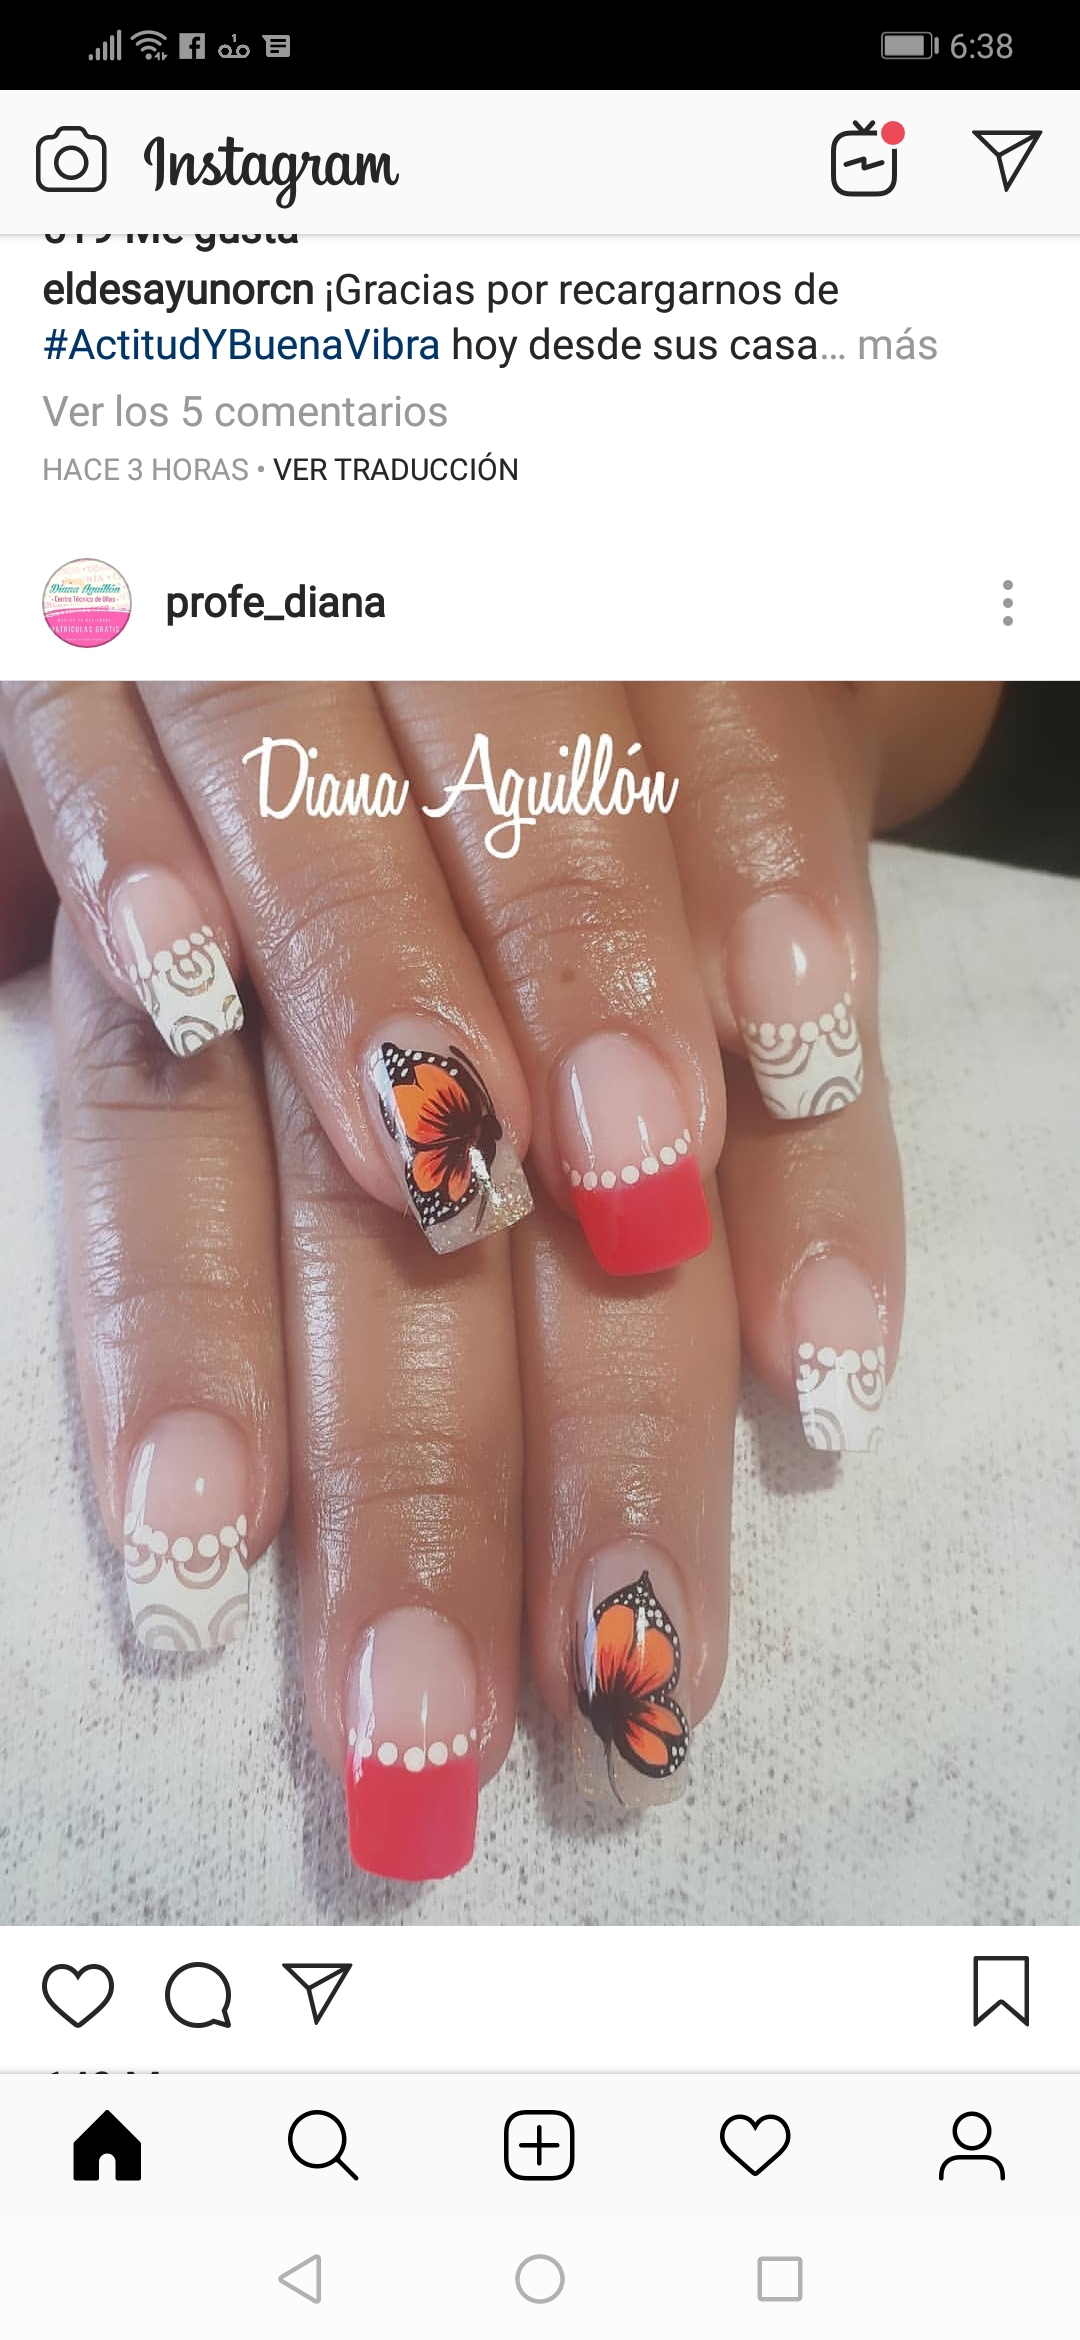 6:38
Instagram
619 Me gusta
eldesayunorcn ¡Gracias por recargarnos de
#ActitudYBuenaVibra hoy desde sus casa... más
Ver los 5 comentarios
HACE 3 HORAS • VER TRADUCCIÓN
Diana Aguillón
Centro Técnico de Uñas
MATRÍCULAS GRATIS
profe_diana
Diana Aguillón